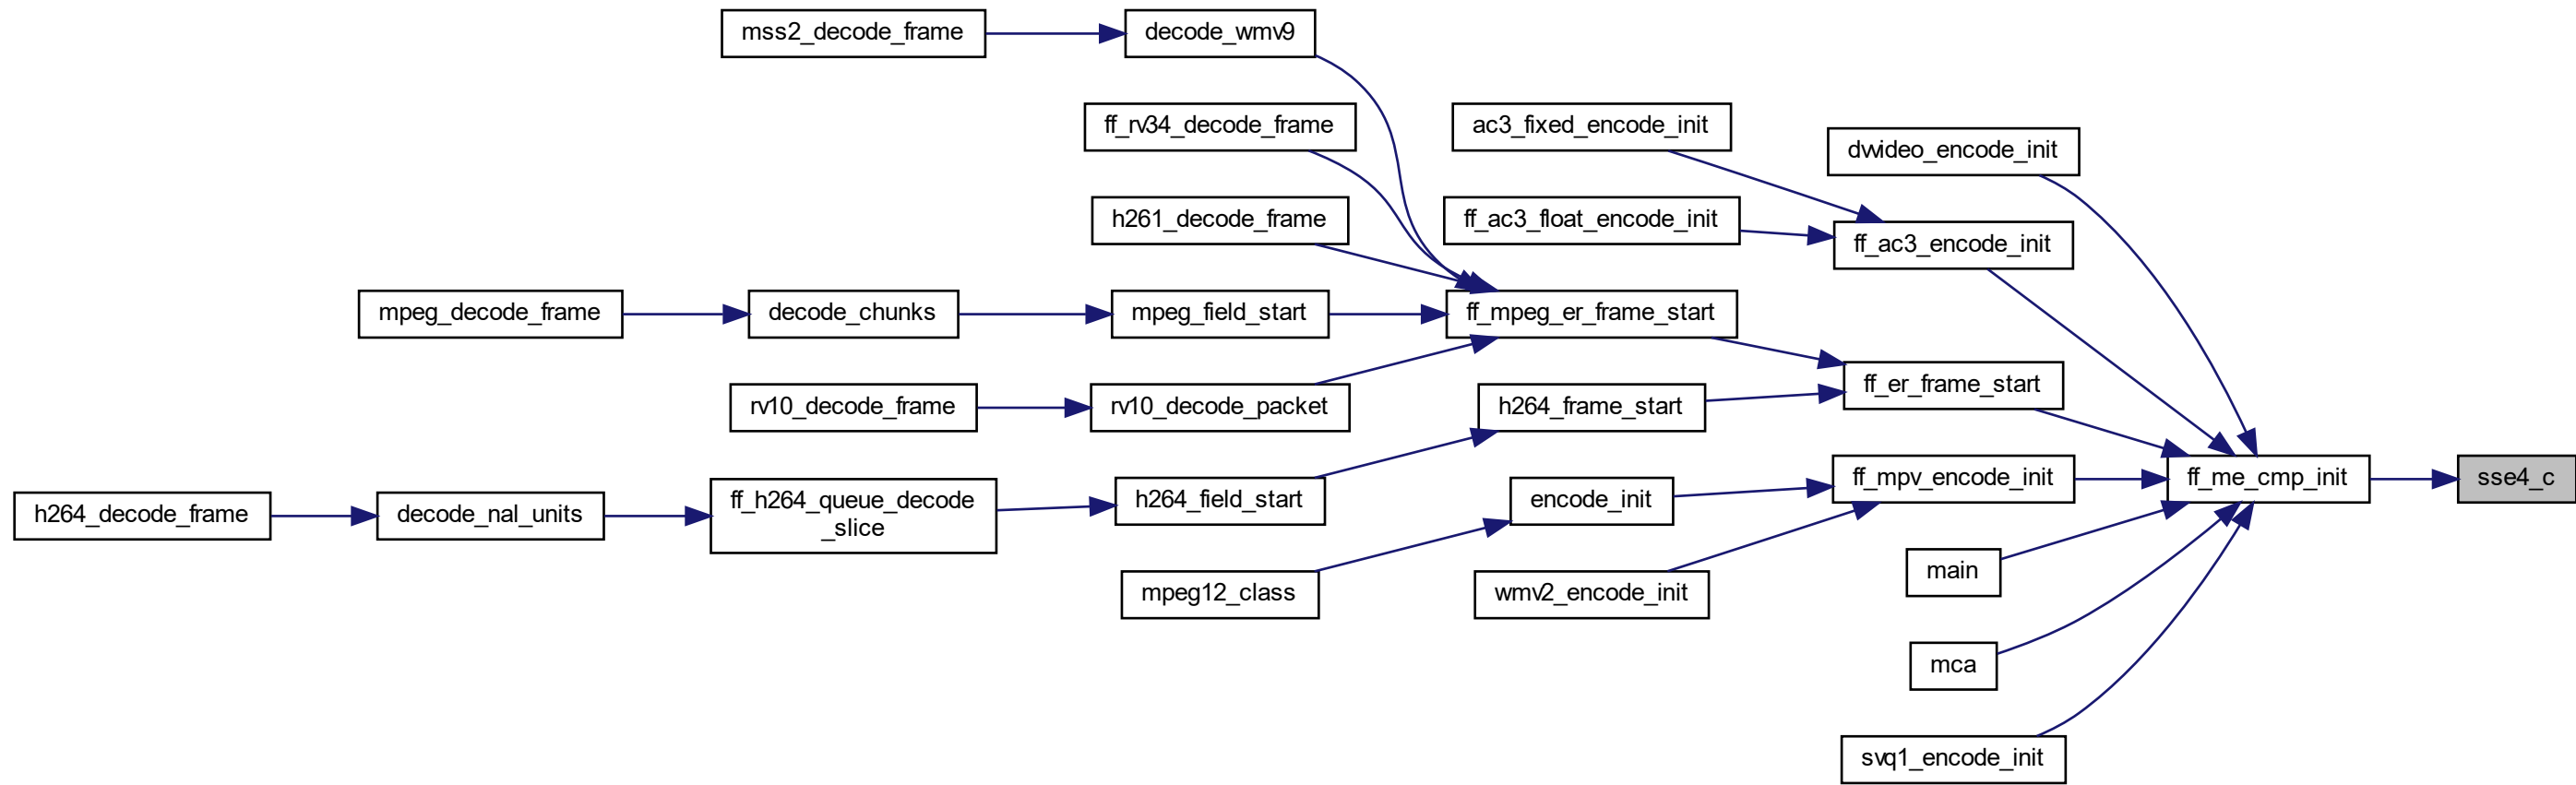 mss2_decode_frame
decode_wmv9
ff_rv34_decode_frame
ac3_fixed_encode_init
dvvideo_encode_init
h261_decode_frame
ff_ac3_float_encode_init
ff_ac3_encode_init
mpeg_decode_frame
decode_chunks
mpeg_field_start
ff_mpeg_er_frame_start
ff_er_frame_start
rv10_decode_frame
rv10_decode_packet
h264_frame_start
ff_mpv_encode_init
ff_me_cmp_init
sse4_c
h264_decode_frame
decode_nal_units
ff_h264_queue_decode
_slice
h264_field_start
encode_init
main
mpeg12_class
wmv2_encode_init
mca
svq1_encode_init